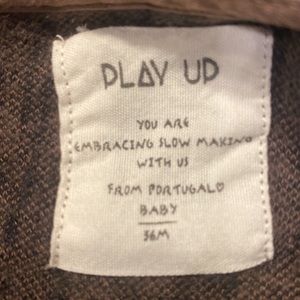 PLAY UP
YOU ARE
EMBRACING SLOW MAKING
WITH US
FROM PORTUGAL♡
BABY
36M